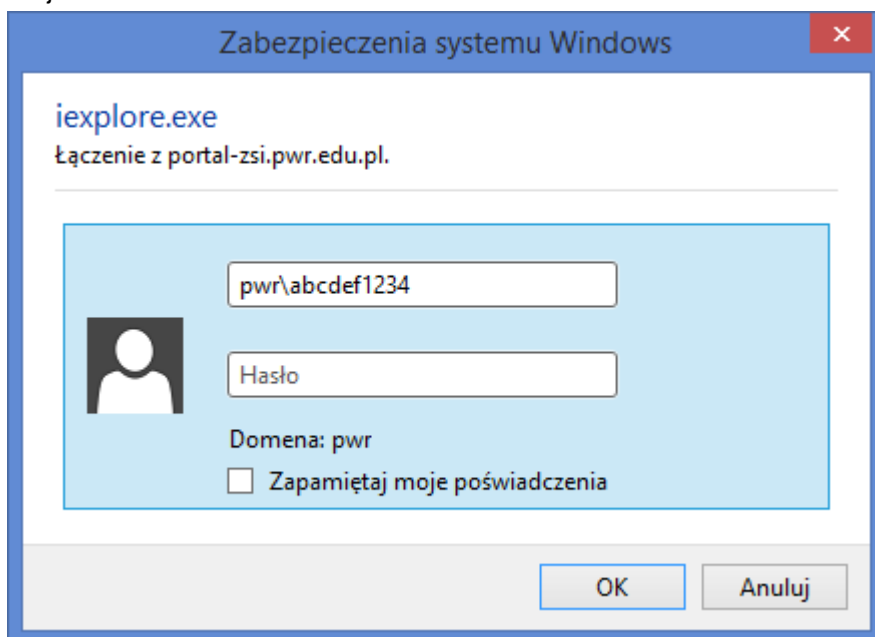 Zabezpieczenia systemu Windows
iexplore.exe
Łączenie z portal-zsi.pwr.edu.pl.
pwr\abcdef1234
Hasło
Domena: pwr
Zapamiętaj moje poświadczenia
OK Anuluj